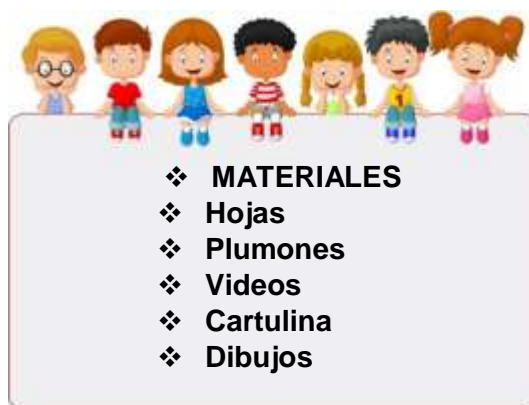 ❖ MATERIALES
❖ Hojas
❖ Plumones
❖ Videos
❖ Cartulina
❖ Dibujos